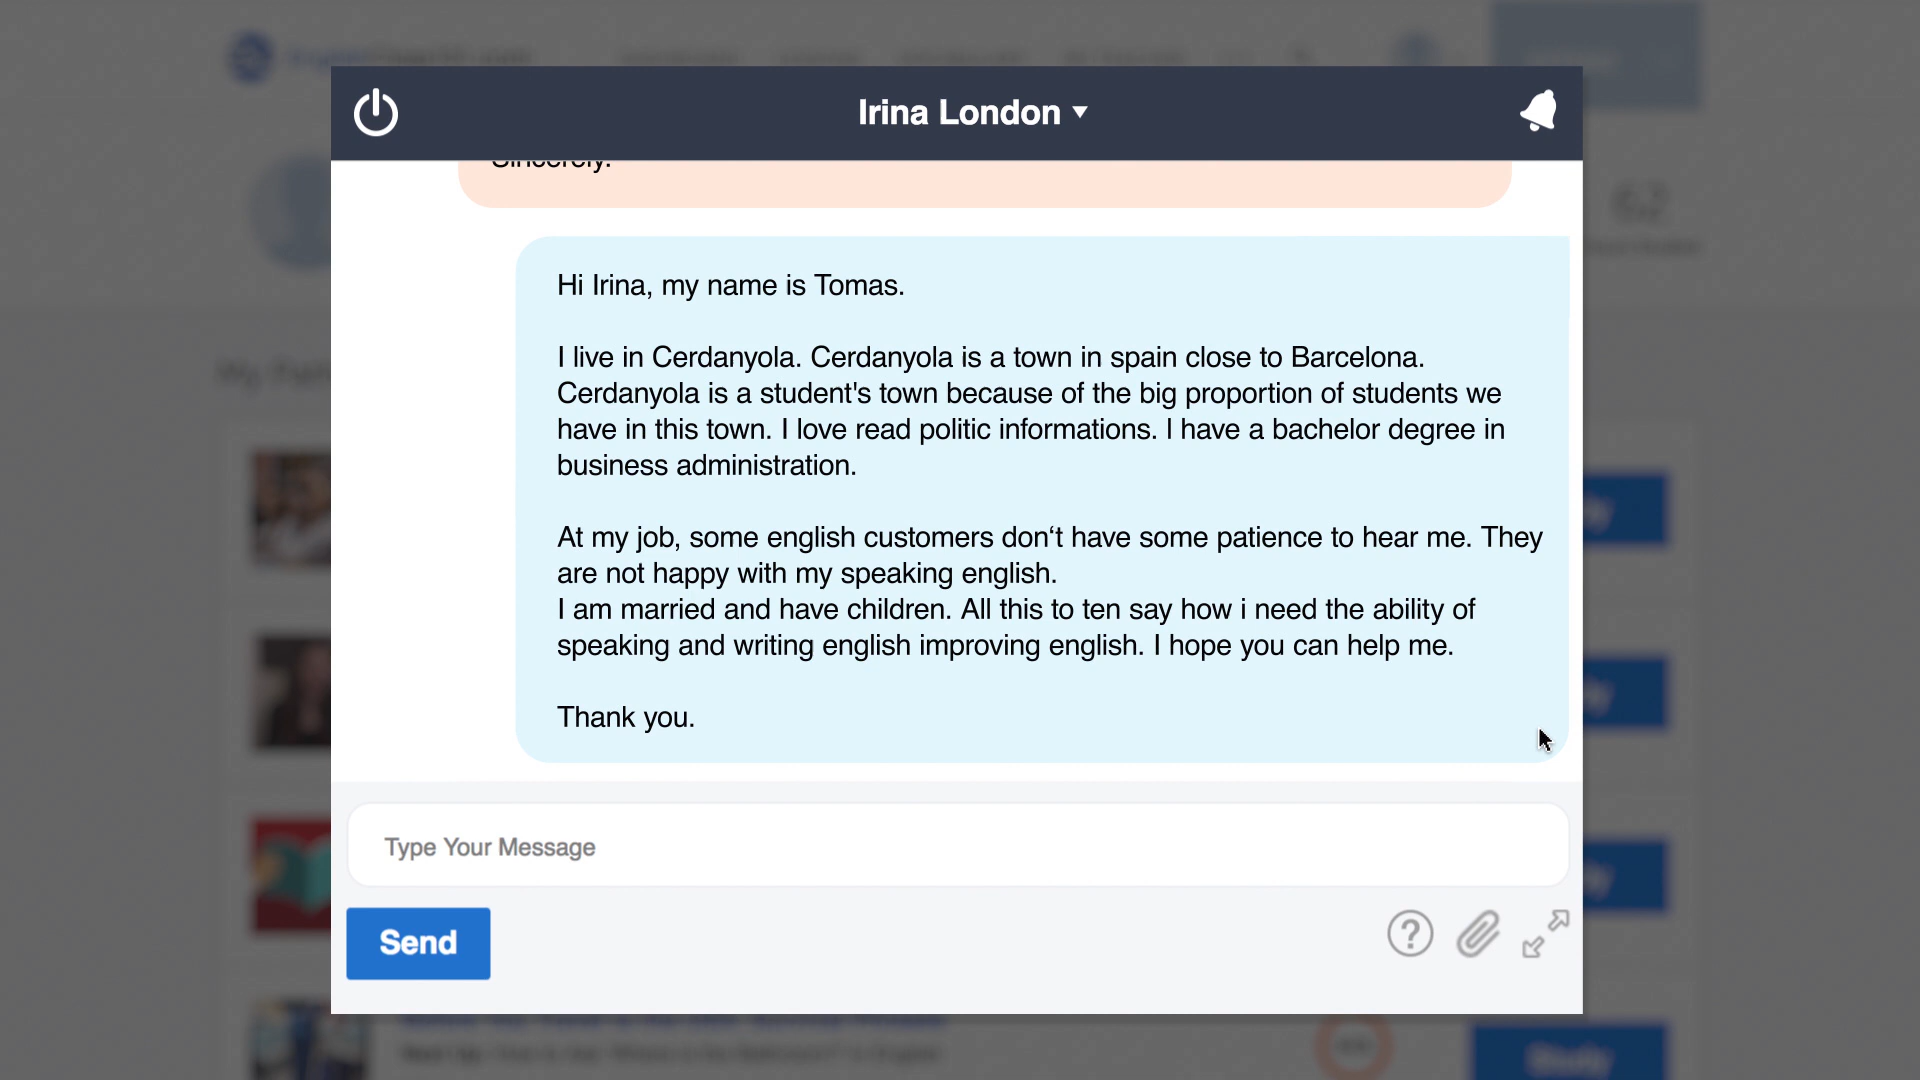 Irina London
Sincerely.
Hi Irina, my name is Tomas.
I live in Cerdanyola. Cerdanyola is a town in spain close to Barcelona.
Cerdanyola is a student's town because of the big proportion of students we
have in this town. I love read politic informations. I have a bachelor degree in
business administration.
At my job, some english customers don‘t have some patience to hear me. They
are not happy with my speaking english.
I am married and have children. All this to ten say how i need the ability of
speaking and writing english improving english. I hope you can help me.
Thank you.
Type Your Message
Send
Study